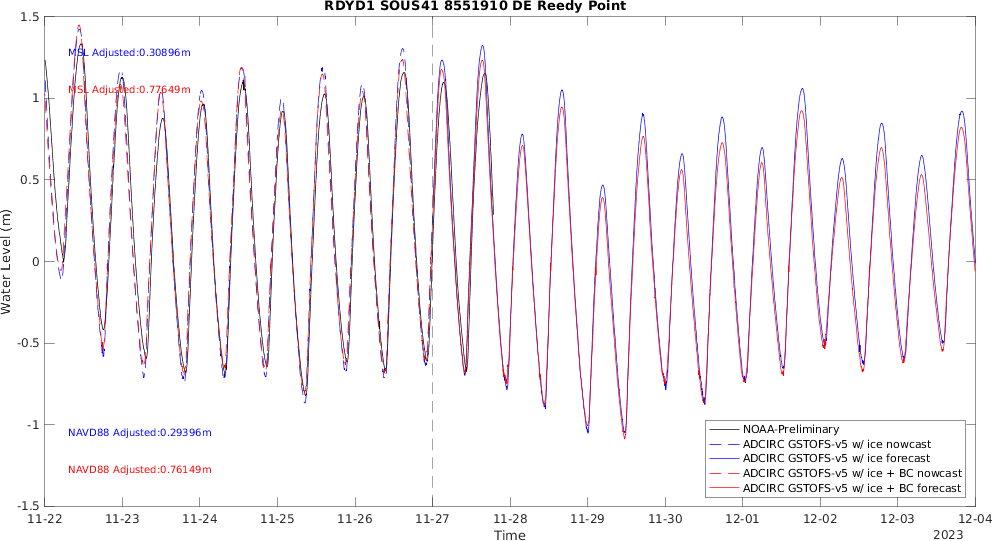 RDYD1 SOUS41 8551910 DE Reedy Point
1.5
MSL Adjusted:0.30896m
MSL Adjusted:0.77649m
1
0.5
0
Water Level (m)
-0.5
-1
NAVD88 Adjusted:0.29396m
NAVD88 Adjusted:0.76149m
NOAA-Preliminary
ADCIRC GSTOFS-v5 w/ ice nowcast
ADCIRC GSTOFS-v5 w/ ice forecast
ADCIRC GSTOFS-v5 w/ ice + BC nowcast
ADCIRC GSTOFS-v5 w/ ice + BC forecast
-1.5
11-22 11-23 11-24 11-25 11-26 11-27 11-28 11-29 11-30 12-01 12-02 12-03 12-04
Time
2023